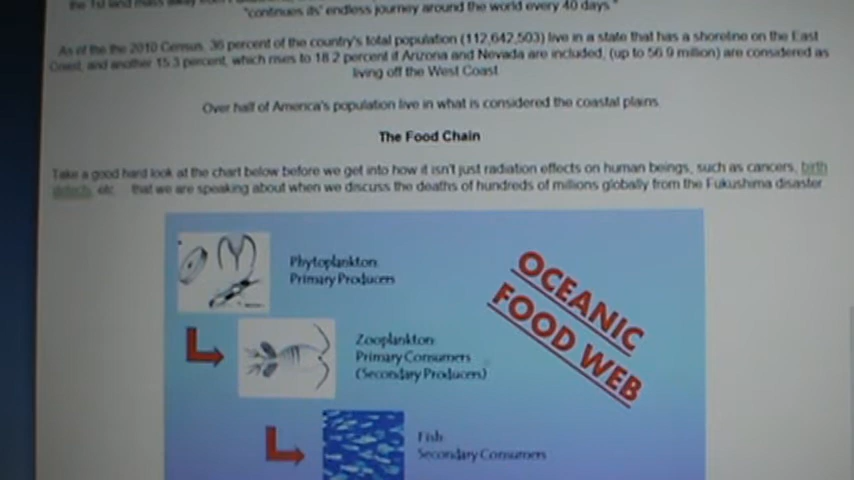 the 1st land mass away from
"continues its' endless journey around the world every 40 days."
As of the the 2010 Census, 36 percent of the country's total population (112,642,503) live in a state that has a shoreline on the East
Coast, and another 15.3 percent, which rises to 18.2 percent if Arizona and Nevada are included, (up to 56.9 million) are considered as
living off the West Coast.
Over half of America's population live in what is considered the coastal plains.
The Food Chain
Take a good hard look at the chart below before we get into how it isn't just radiation effects on human beings, such as cancers, birth
defects, etc... that we are speaking about when we discuss the deaths of hundreds of millions globally from the Fukushima disaster.
OCEANIC
FOOD WEB
Phytoplankton:
Primary Producers
Zooplankton:
Primary Consumers
(Secondary Producers)
Fish:
Secondary Consumers